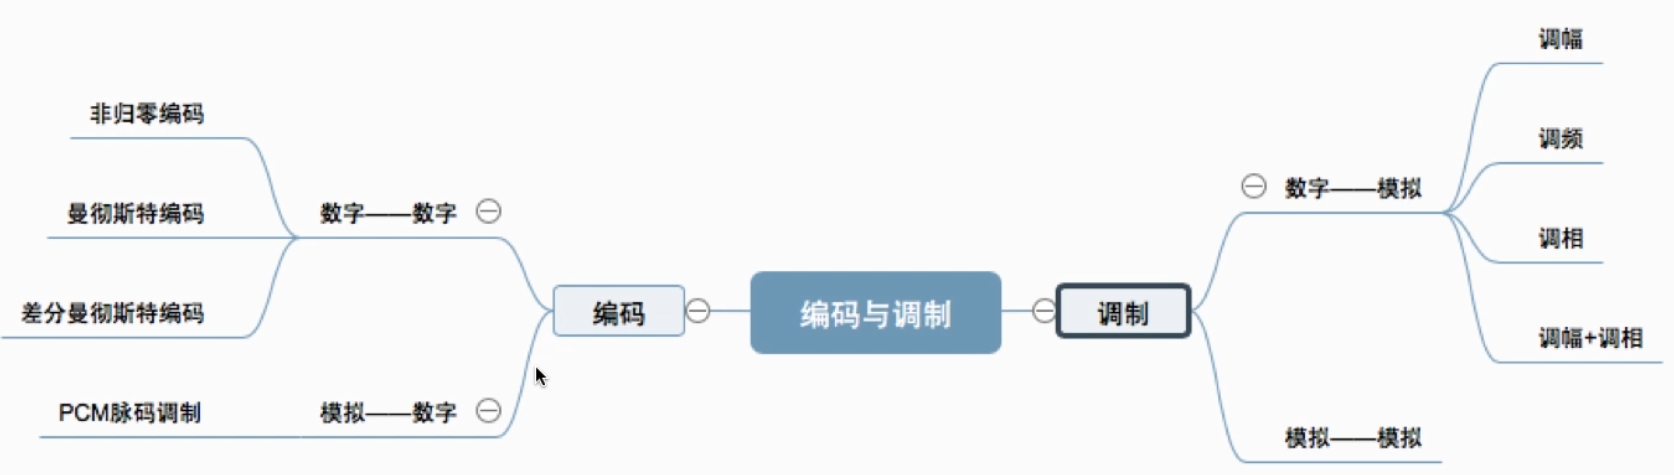 编码与调制
编码
数字——数字
非归零编码
曼彻斯特编码
差分曼彻斯特编码
模拟——数字
PCM脉码调制
调制
数字——模拟
调幅
调频
调相
调幅+调相
模拟——模拟